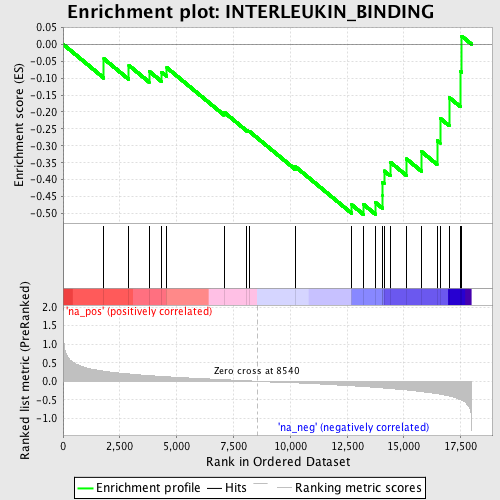 Enrichment plot: INTERLEUKIN_BINDING
Enrichment score (ES)
0.05
0.00
-0.05
-0.10
-0.15
-0.20
-0.25
-0.30
-0.35
-0.40
-0.45
-0.50
'na_pos' (positively correlated)
Ranked list metric (PreRanked)
2.0
1.5
1.0
0.5
0.0
-0.5
-1.0
Zero cross at 8540
'na_neg' (negatively correlated)
0 2,500 5,000 7,500 10,000 12,500 15,000 17,500
Rank in Ordered Dataset
Enrichment profile Hits Ranking metric scores